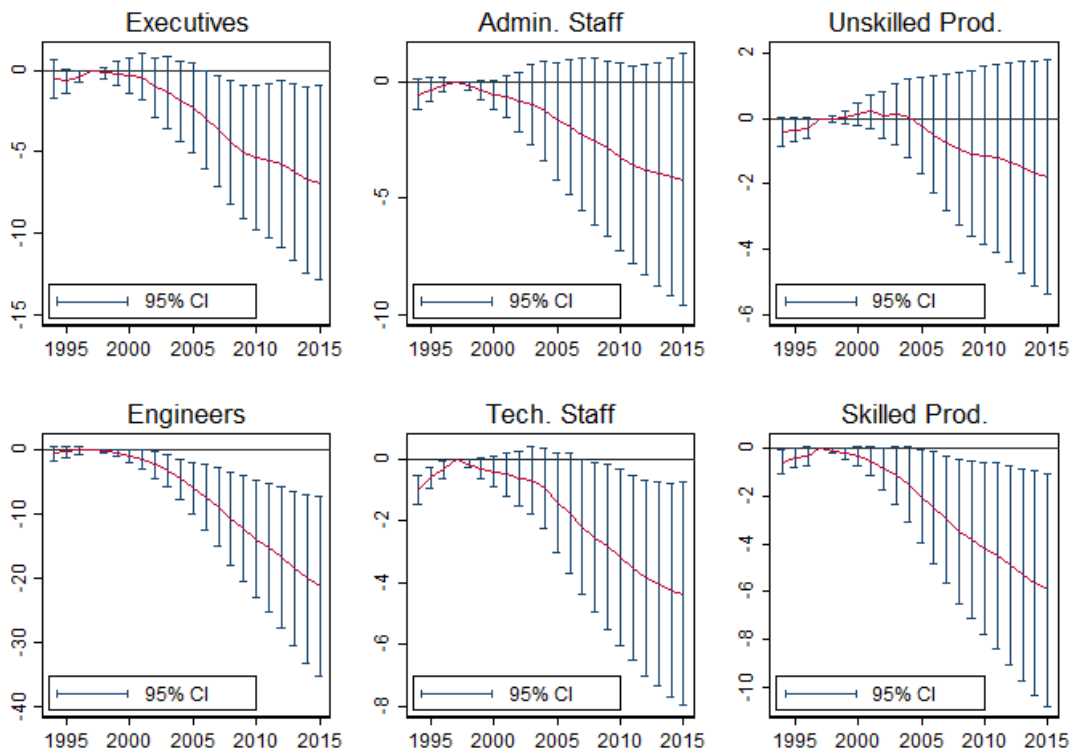 Executives
0
-5
-10
-15
95% CI
1995 2000 2005 2010 2015
Admin. Staff
0
-5
-10
95% CI
1995 2000 2005 2010 2015
Unskilled Prod.
2
0
-2
-4
-6
95% CI
1995 2000 2005 2010 2015
Engineers
0
-10
-20
-30
-40
95% CI
1995 2000 2005 2010 2015
Tech. Staff
0
-2
-4
-6
-8
95% CI
1995 2000 2005 2010 2015
Skilled Prod.
0
-2
-4
-6
-8
-10
95% CI
1995 2000 2005 2010 2015